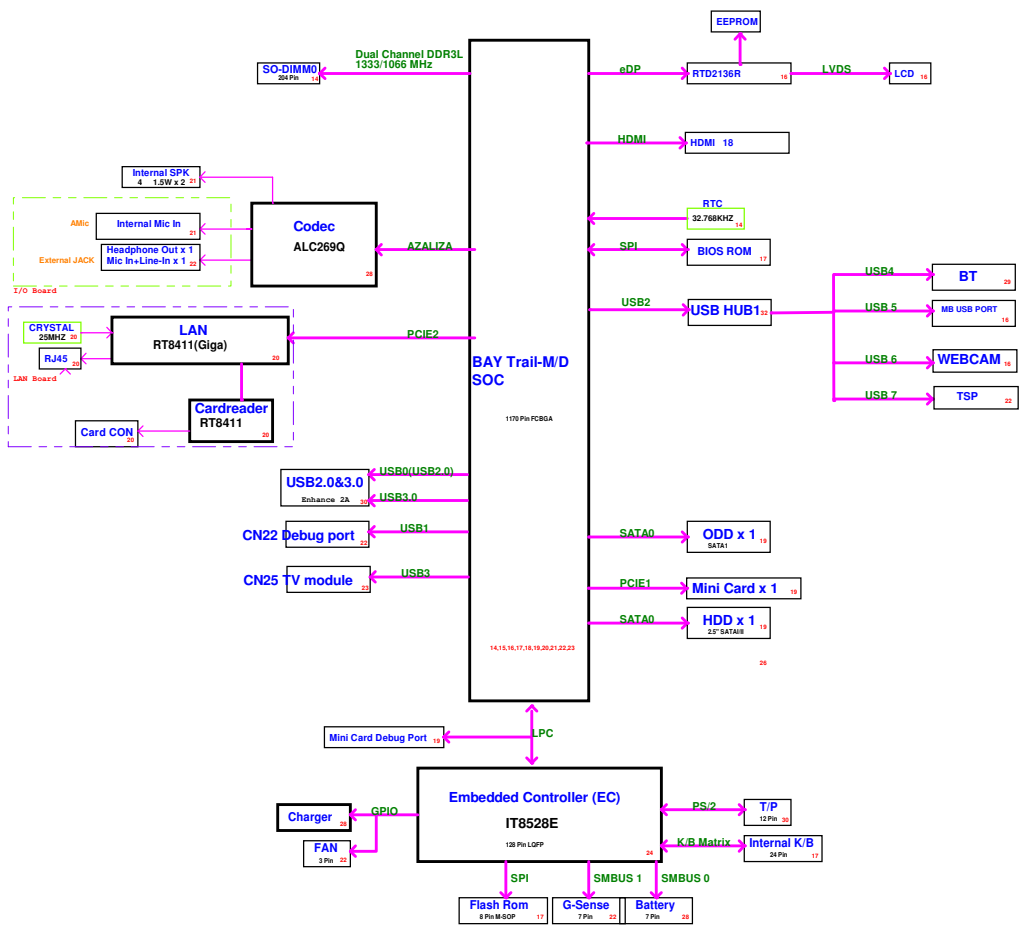 EEPROM
Dual Channel DDR3L
1333/1066 MHz
SO-DIMM0
204 Pin
14
eDP
RTD2136R
16
LVDS
LCD
16
HDMI
HDMI 18
Internal SPK
4 1.5W x 2
21
AMic
Internal Mic In
21
External JACK
Headphone Out x 1
Mic In+Line-In x 1
22
I/O Board
Codec
ALC269Q
28
AZALIZA
RTC
32.768KHZ
14
SPI
BIOS ROM
17
USB2
USB HUB1
32
USB4
BT
29
USB 5
MB USB PORT
16
USB 6
WEBCAM
16
USB 7
TSP
22
CRYSTAL
25MHZ
20
RJ45
20
LAN Board
LAN
RT8411(Giga)
20
PCIE2
Cardreader
RT8411
20
Card CON
20
BAY Trail-M/D
SOC
1170 Pin FCBGA
14,15,16,17,18,19,20,21,22,23
USB2.0&3.0
Enhance 2A
30
USB0(USB2.0)
USB3.0
CN22 Debug port
22
USB1
CN25 TV module
23
USB3
SATA0
ODD x 1
SATA1
19
PCIE1
Mini Card x 1
19
SATA0
HDD x 1
2.5" SATAI/II
19
26
Mini Card Debug Port
19
LPC
Embedded Controller (EC)
IT8528E
128 Pin LQFP
24
GPIO
Charger
28
FAN
3 Pin
22
PS/2
T/P
12 Pin
30
K/B Matrix
Internal K/B
24 Pin
17
SPI
SMBUS 1
SMBUS 0
Flash Rom
8 Pin M-SOP
17
G-Sense
7 Pin
22
Battery
7 Pin
28